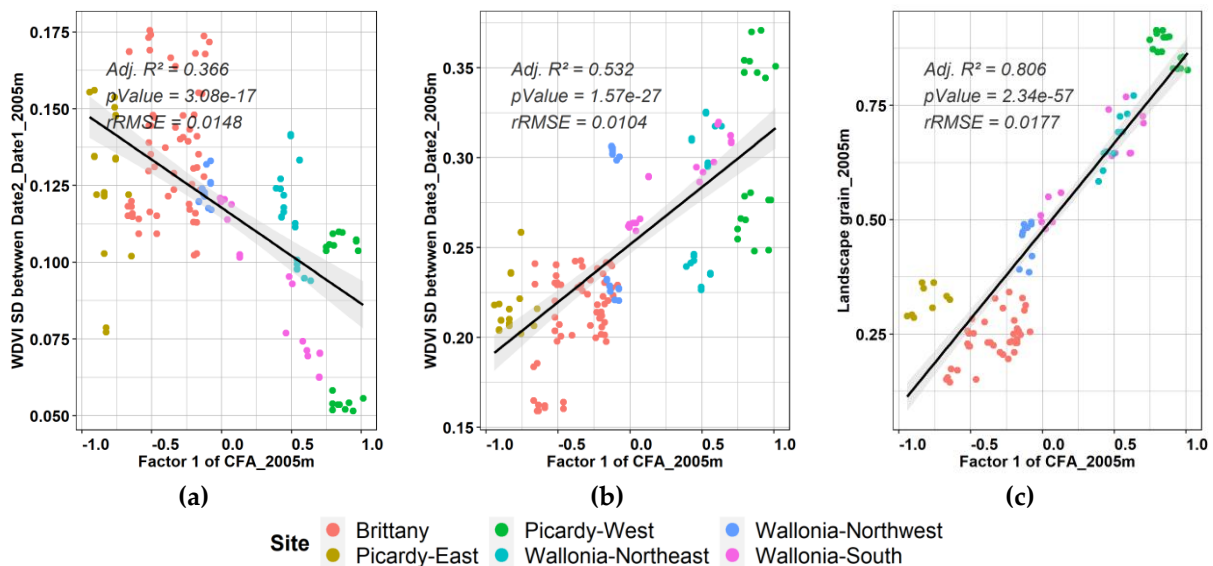 0.175
0.150
0.125
0.100
0.075
0.050
WDVI SD betwwen Date2_Date1_2005m
Adj. R² = 0.366
pValue = 3.08e-17
rRMSE = 0.0148
-1.0 -0.5 0.0 0.5 1.0
Factor 1 of CFA_2005m
(a)
0.35
0.30
0.25
0.20
0.15
WDVI SD betwwen Date3_Date2_2005m
Adj. R² = 0.532
pValue = 1.57e-27
rRMSE = 0.0104
-1.0 -0.5 0.0 0.5 1.0
Factor 1 of CFA_2005m
(b)
0.75
0.50
0.25
Landscape grain_2005m
Adj. R² = 0.806
pValue = 2.34e-57
rRMSE = 0.0177
-1.0 -0.5 0.0 0.5 1.0
Factor 1 of CFA_2005m
(c)
Site
Brittany Picardy-West Wallonia-Northwest
Picardy-East Wallonia-Northeast Wallonia-South